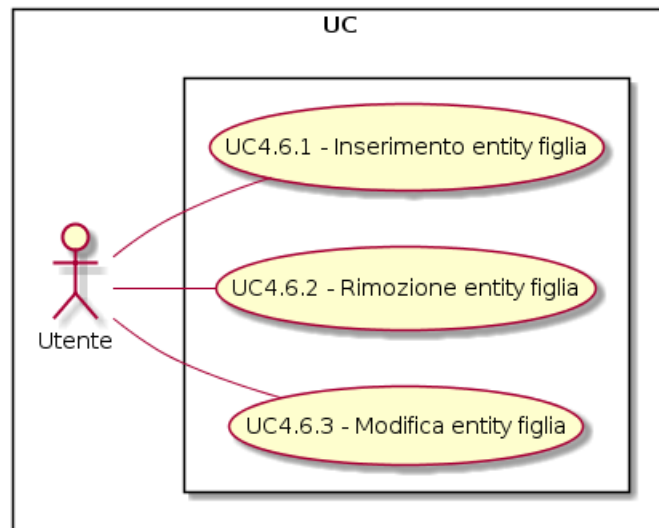 UC
UC4.6.1 - Inserimento entity figlia
UC4.6.2 - Rimozione entity figlia
Utente
UC4.6.3 - Modifica entity figlia